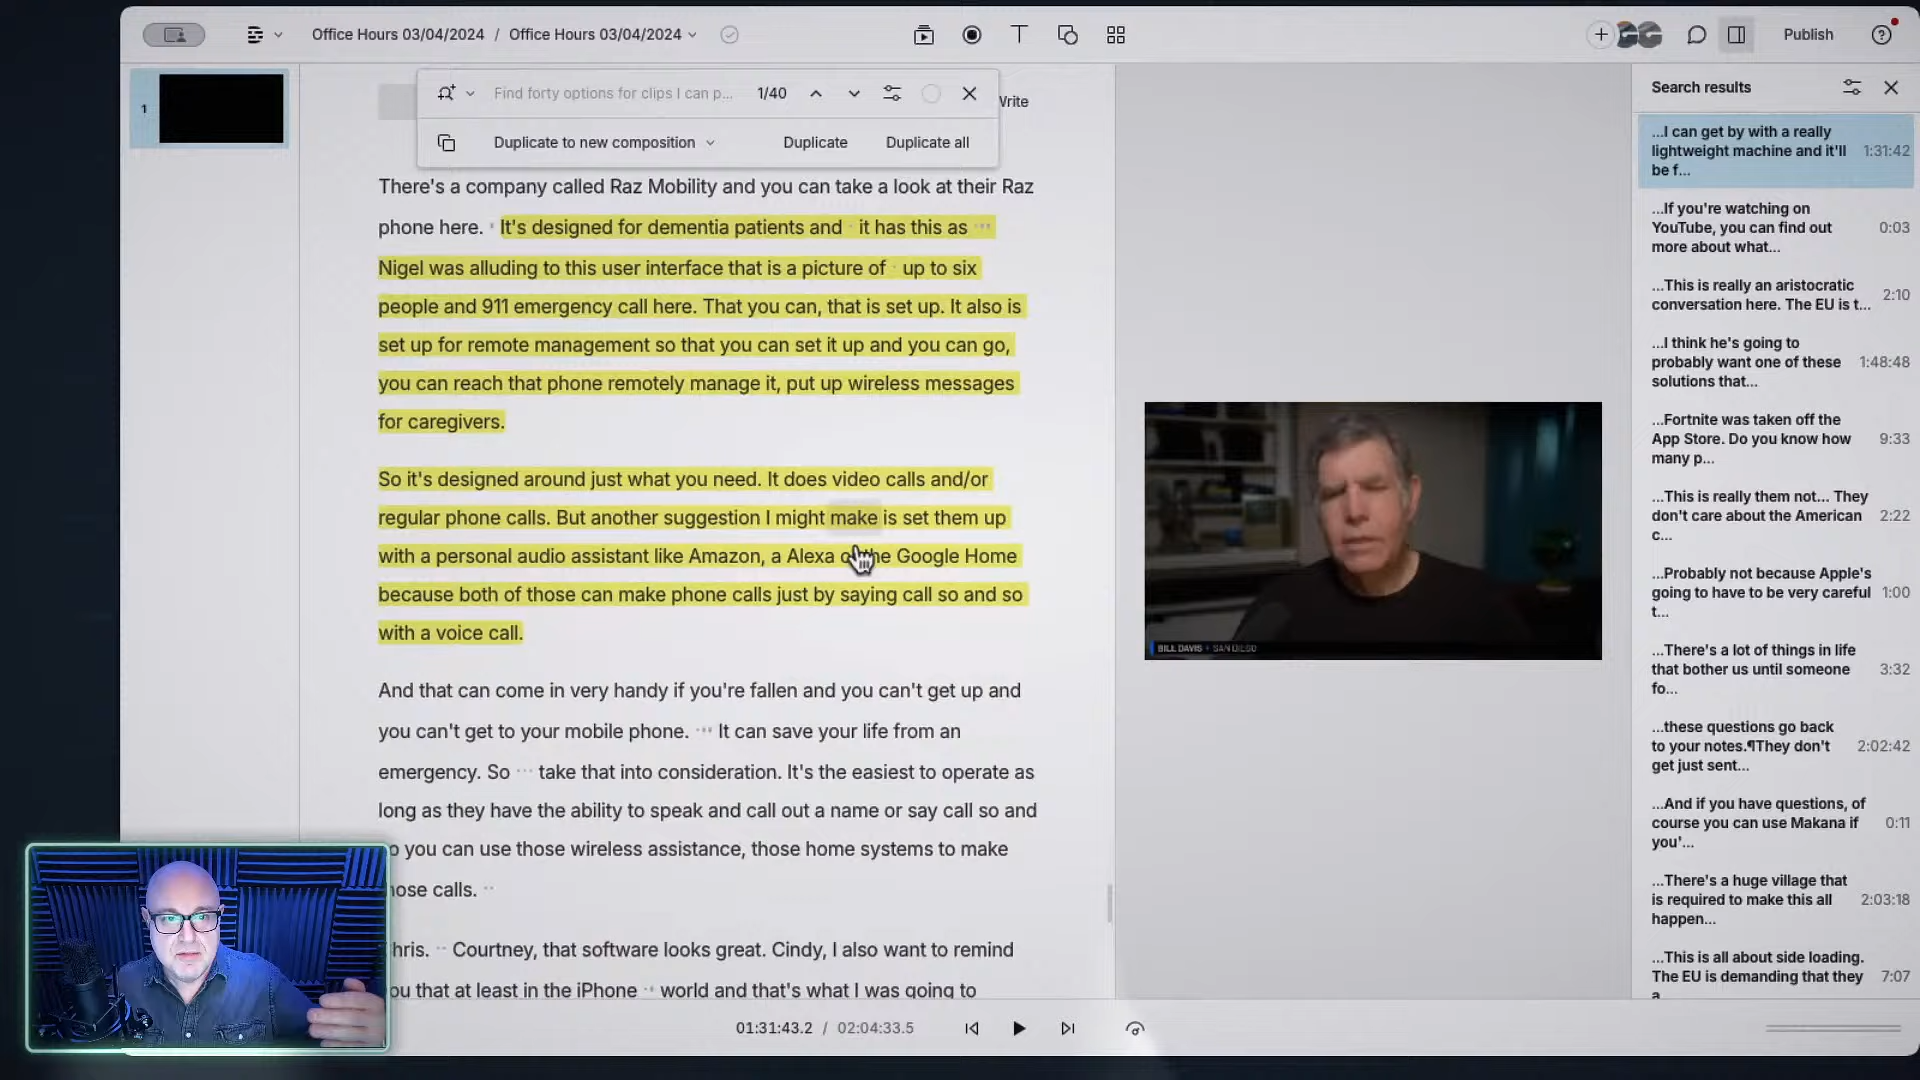 Office Hours 03/04/2024 / Office Hours 03/04/2024
Publish
1
Find forty options for clips I can p...
1/40
Write
Duplicate to new composition
Duplicate
Duplicate all
There's a company called Raz Mobility and you can take a look at their Raz
phone here. It's designed for dementia patients and it has this as
Nigel was alluding to this user interface that is a picture of up to six
people and 911 emergency call here. That you can, that is set up. It also is
set up for remote management so that you can set it up and you can go,
you can reach that phone remotely manage it, put up wireless messages
for caregivers.
So it's designed around just what you need. It does video calls and/or
regular phone calls. But another suggestion I might make is set them up
with a personal audio assistant like Amazon, a Alexa the Google Home
because both of those can make phone calls just by saying call so and so
with a voice call.
And that can come in very handy if you're fallen and you can't get up and
you can't get to your mobile phone. ··· It can save your life from an
emergency. So ··· take that into consideration. It's the easiest to operate as
long as they have the ability to speak and call out a name or say call so and
you can use those wireless assistance, those home systems to make
calls.
Courtney, that software looks great. Cindy, I also want to remind
that at least in the iPhone world and that's what I was going to
BILL DAVIS • SAN DIEGO
01:31:43.2 / 02:04:33.5
Search results
...I can get by with a really
lightweight machine and it'll
be f...
1:31:42
...If you're watching on
YouTube, you can find out
more about what...
0:03
...This is really an aristocratic
conversation here. The EU is t...
2:10
...I think he's going to
probably want one of these
solutions that...
1:48:48
...Fortnite was taken off the
App Store. Do you know how
many p...
9:33
...This is really them not... They
don't care about the American
c...
2:22
...Probably not because Apple's
going to have to be very careful
t...
1:00
...There's a lot of things in life
that bother us until someone
fo...
3:32
...these questions go back
to your notes.¶They don't
get just sent...
2:02:42
...And if you have questions, of
course you can use Makana if
you'...
0:11
...There's a huge village that
is required to make this all
happen...
2:03:18
...This is all about side loading.
The EU is demanding that they
a...
7:07